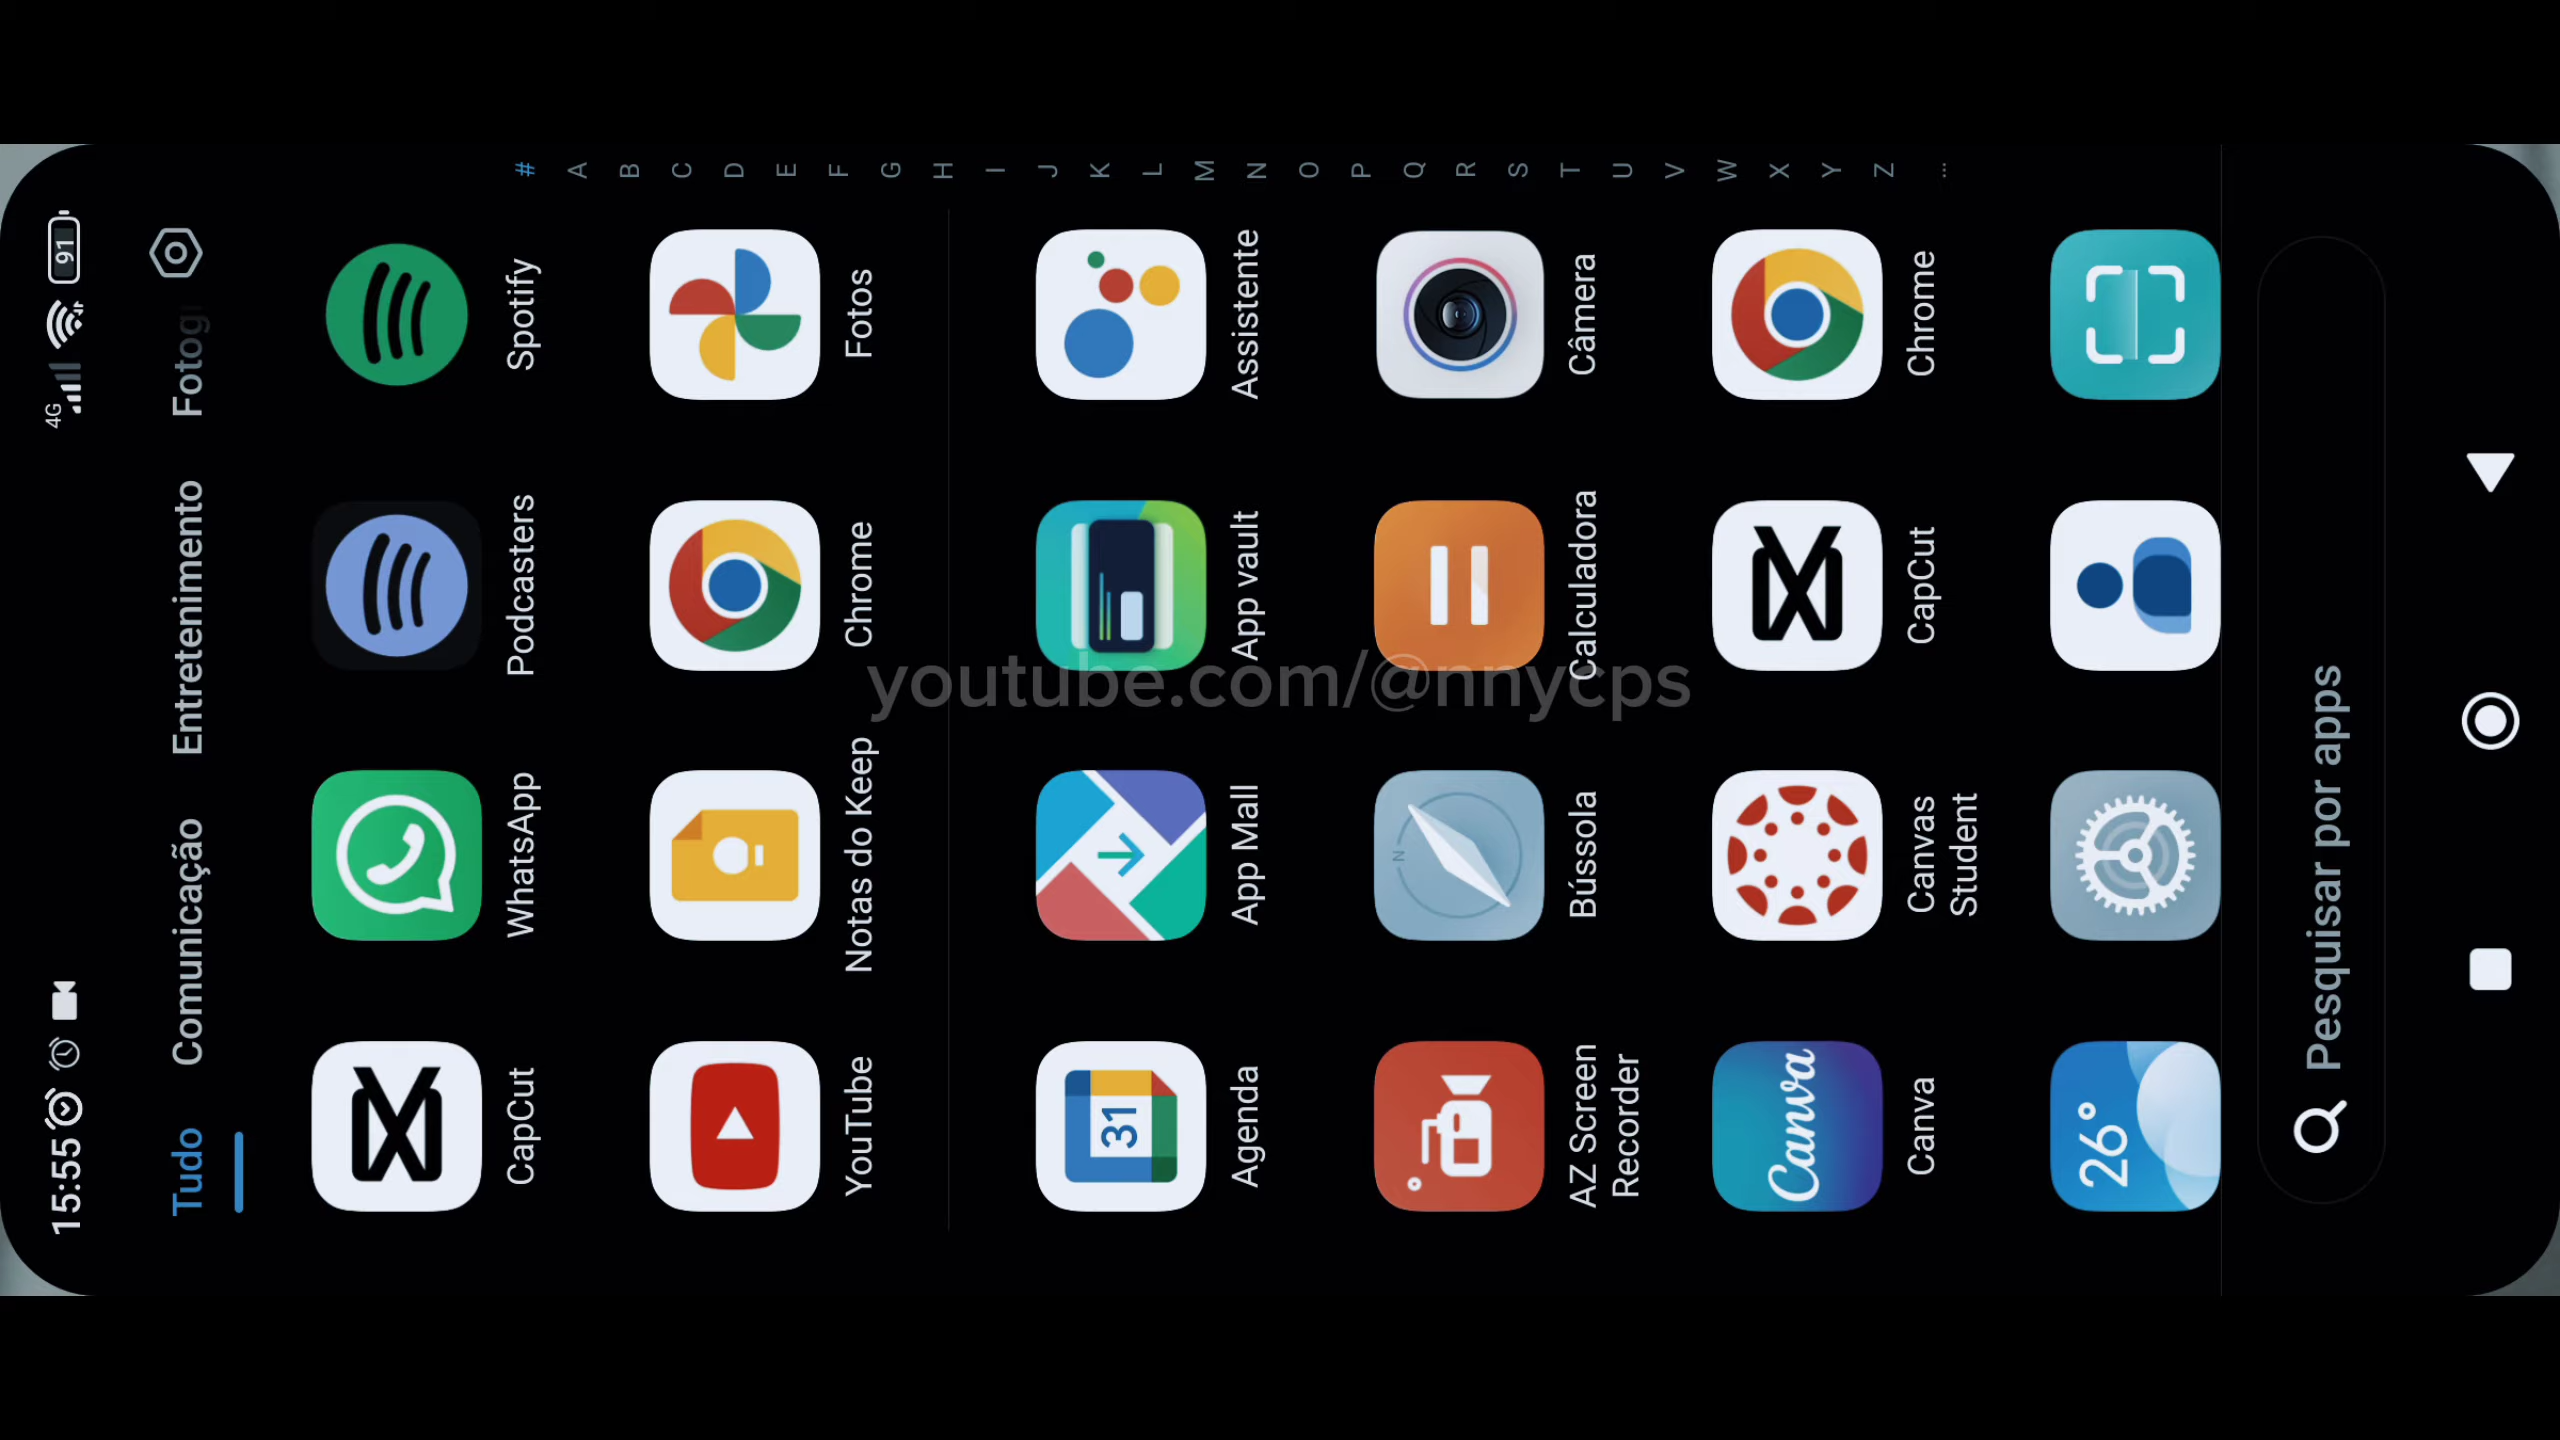 15:55
4G
91
Tudo Comunicação Entretenimento Fotog
CapCut WhatsApp Podcasters Spotify
YouTube Notas do Keep Chrome Fotos
31
Agenda App Mall App vault Assistente
N
AZ Screen
Recorder
Bússola Calculadora Câmera
Canva
Canva
Canvas
Student
CapCut Chrome
26°
Pesquisar por apps
#
A
B
C
D
E
F
G
H
I
J
K
L
M
N
O
P
Q
R
S
T
U
V
W
X
Y
Z
...
youtube.com/@nnycps